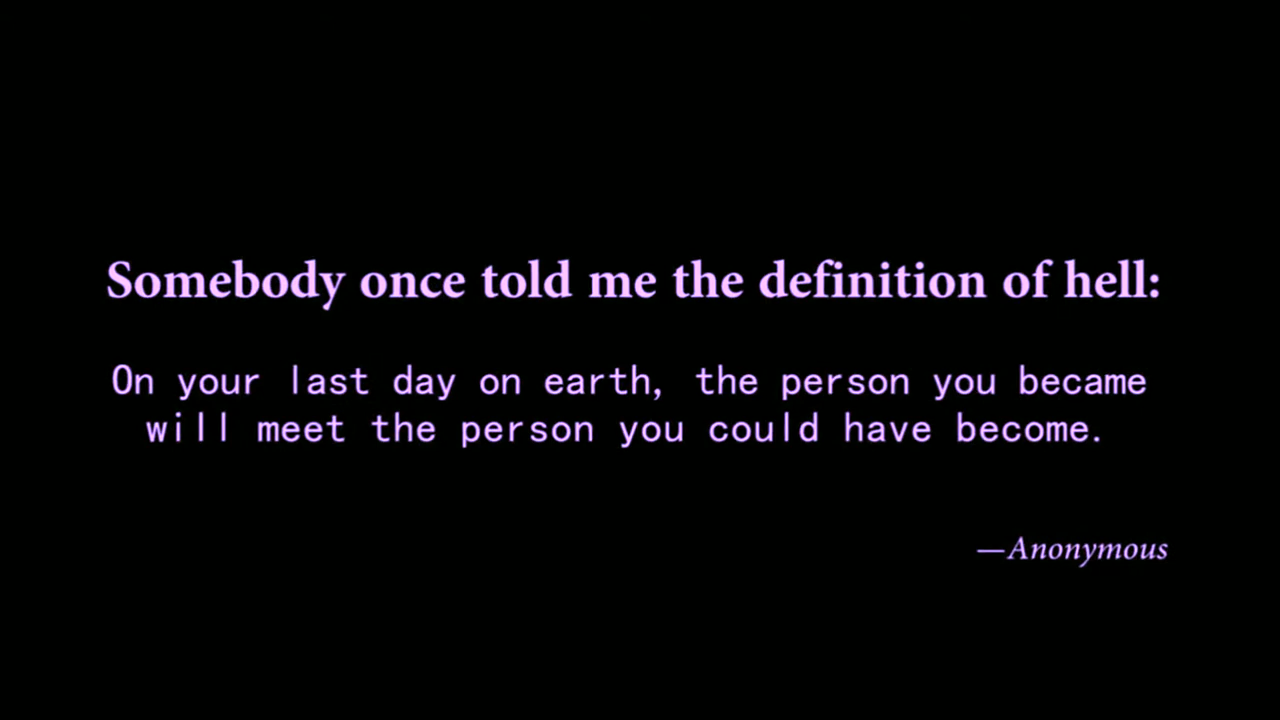 Somebody once told me the definition of hell:
On your last day on earth, the person you became
will meet the person you could have become.
—Anonymous